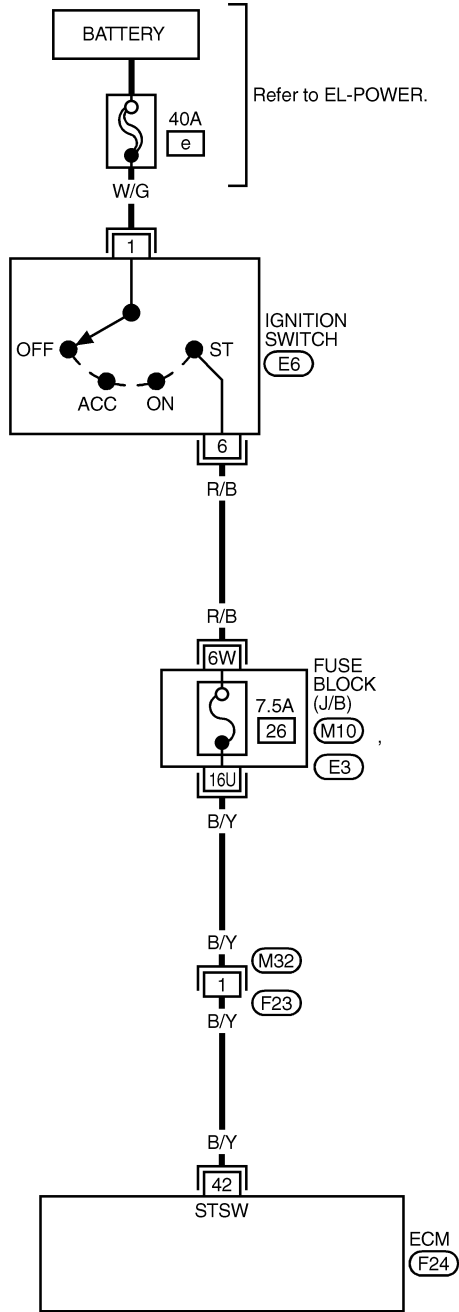 BATTERY
Refer to EL-POWER.
40A
e
W/G
1
IGNITION
SWITCH
E6
OFF
ST
ACC
ON
6
R/B
R/B
6W
FUSE
BLOCK
(J/B)
7.5A
26
M10 ,
E3
16U
B/Y
B/Y
M32
1
F23
B/Y
B/Y
42
STSW
ECM
F24